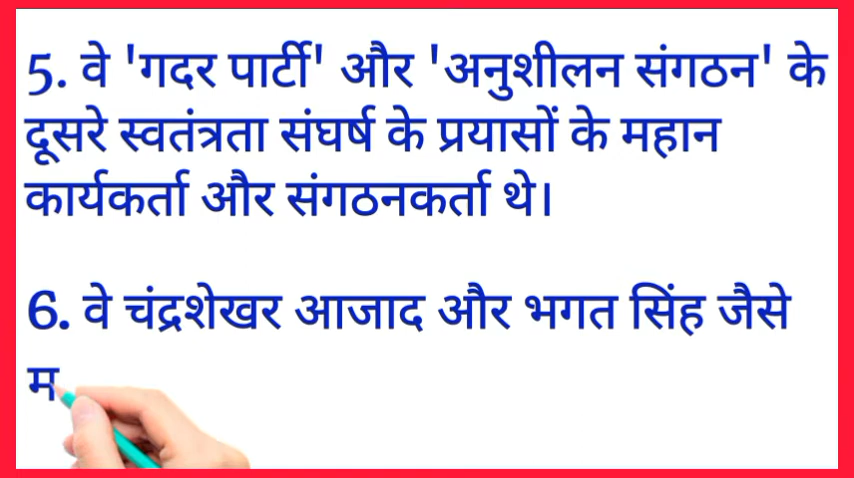 5. वे 'गदर पार्टी' और 'अनुशीलन संगठन' के
दूसरे स्वतंत्रता संघर्ष के प्रयासों के महान
कार्यकर्ता और संगठनकर्ता थे।
6. वे चंद्रशेखर आजाद और भगत सिंह जैसे
म